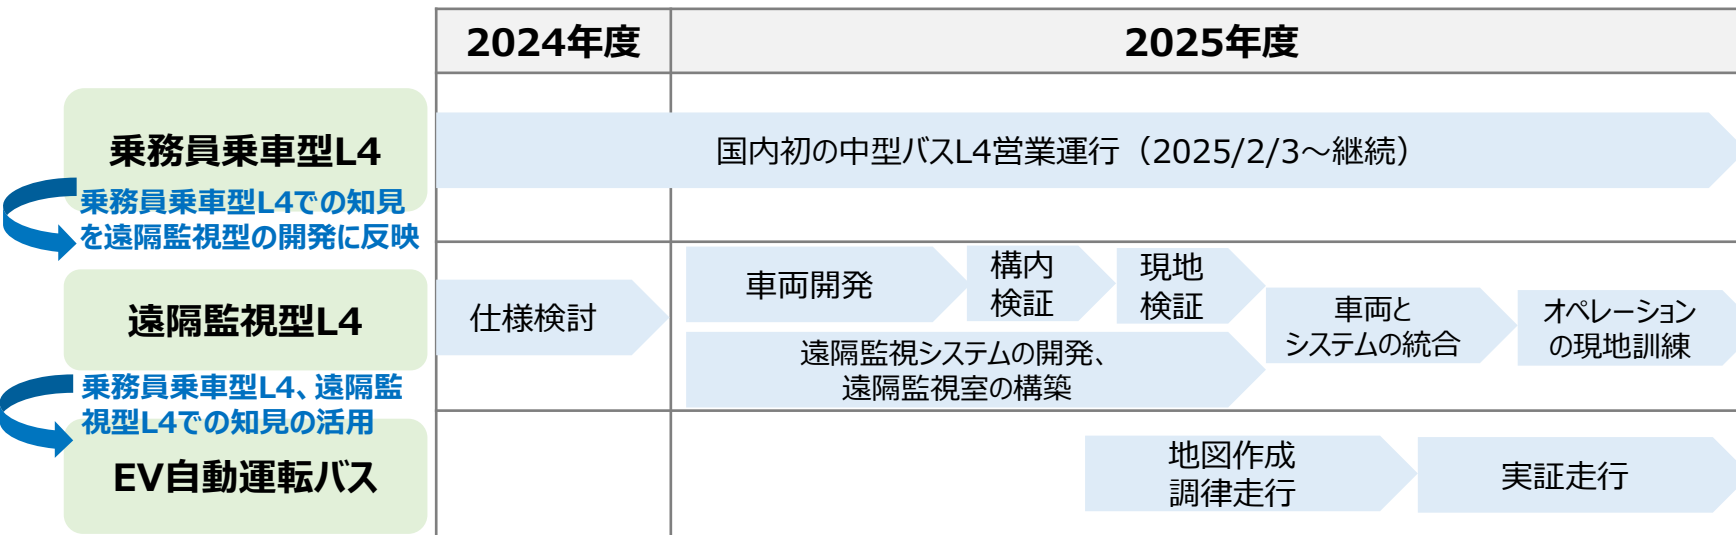 2024年度
2025年度
乗務員乗車型L4
国内初の中型バスL4営業運行（2025/2/3～継続）
乗務員乗車型L4での知見
を遠隔監視型の開発に反映
遠隔監視型L4
仕様検討
車両開発
構内
検証
現地
検証
遠隔監視システムの開発、
遠隔監視室の構築
車両と
システムの統合
オペレーション
の現地訓練
乗務員乗車型L4、遠隔監
視型L4での知見の活用
EV自動運転バス
地図作成
調律走行
実証走行